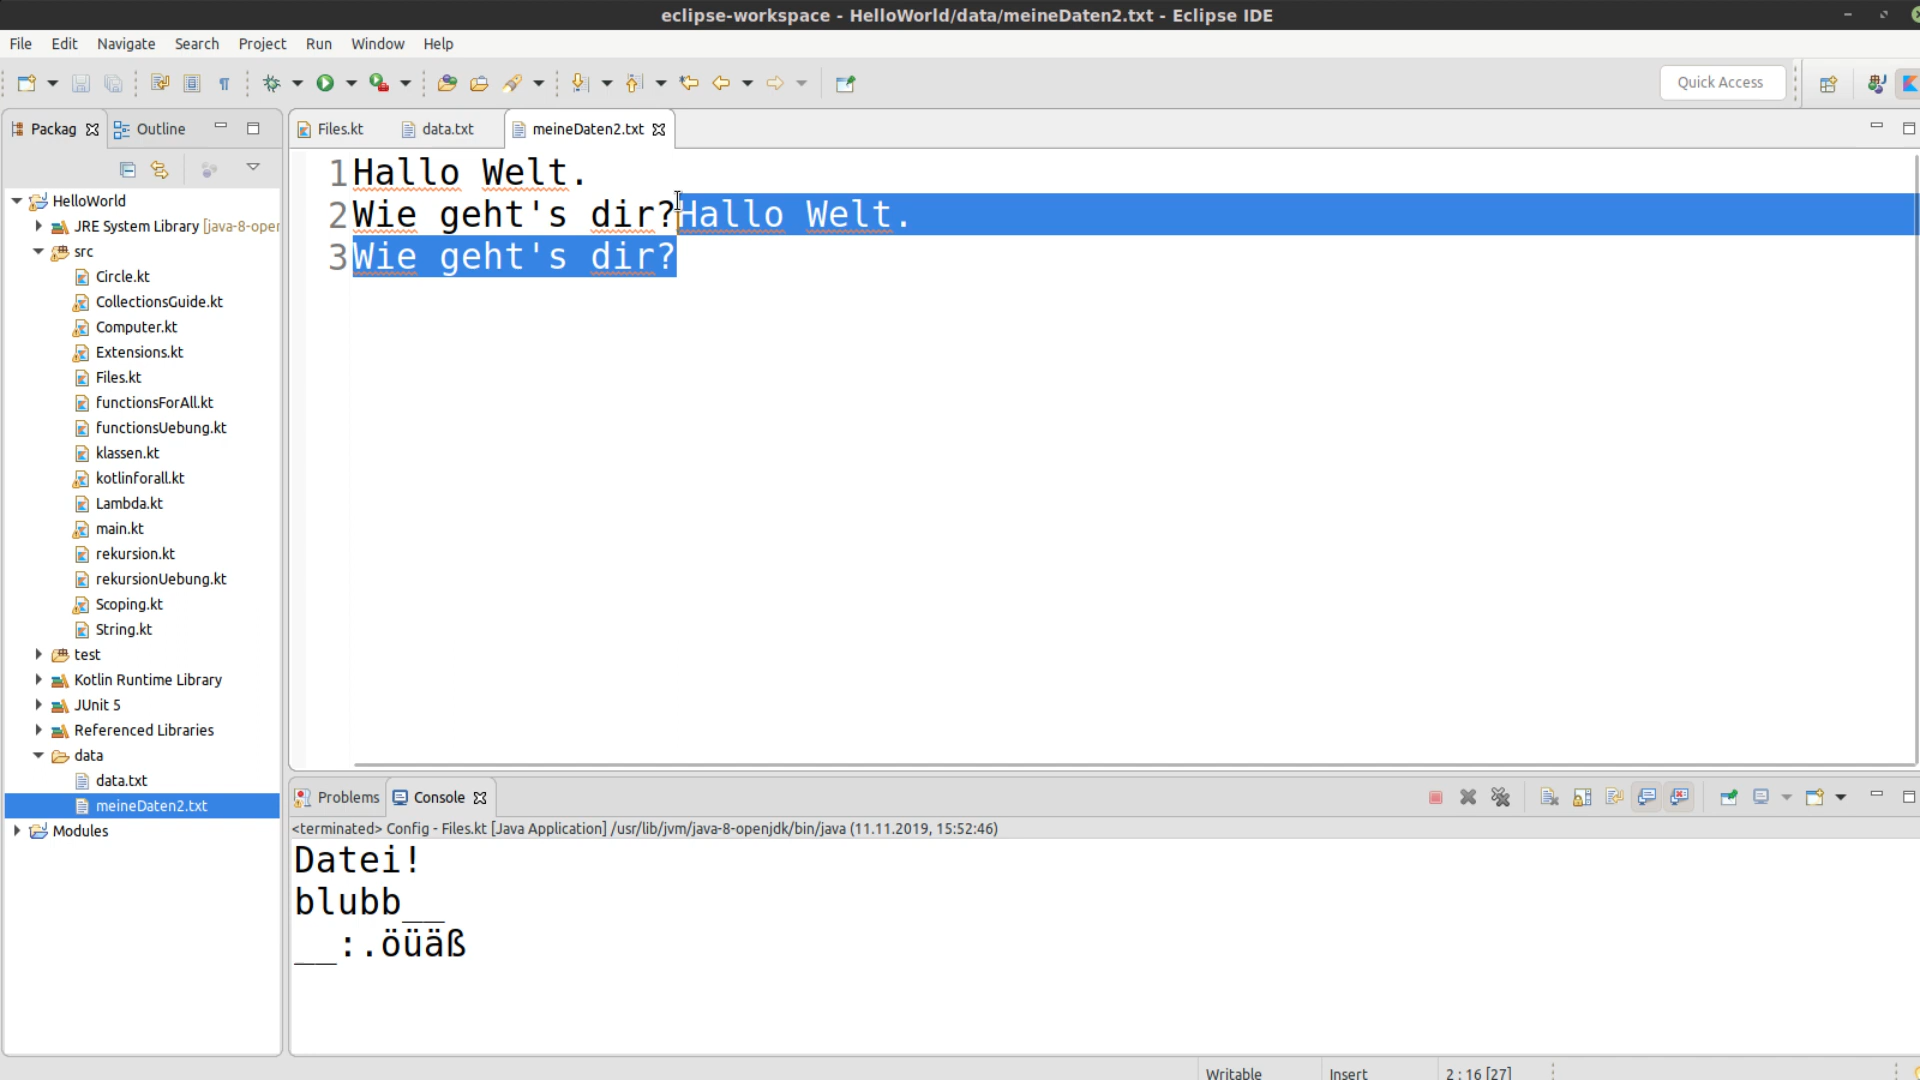 eclipse-workspace - HelloWorld/data/meineDaten2.txt - Eclipse IDE
File Edit Navigate Search Project Run Window Help
Quick Access
Packag Outline
Files.kt data.txt meineDaten2.txt
1 Hallo Welt.
2 Wie geht's dir?Hallo Welt.
3 Wie geht's dir?
HelloWorld
JRE System Library [java-8-oper
src
Circle.kt
CollectionsGuide.kt
Computer.kt
Extensions.kt
Files.kt
functionsForAll.kt
functionsUebung.kt
klassen.kt
kotlinforall.kt
Lambda.kt
main.kt
rekursion.kt
rekursionUebung.kt
Scoping.kt
String.kt
test
Kotlin Runtime Library
JUnit 5
Referenced Libraries
data
data.txt
meineDaten2.txt
Modules
Problems Console
<terminated> Config - Files.kt [Java Application] /usr/lib/jvm/java-8-openjdk/bin/java (11.11.2019, 15:52:46)
Datei!
blubb__
__:.öüäß
Writable Insert 2 : 16 [27]